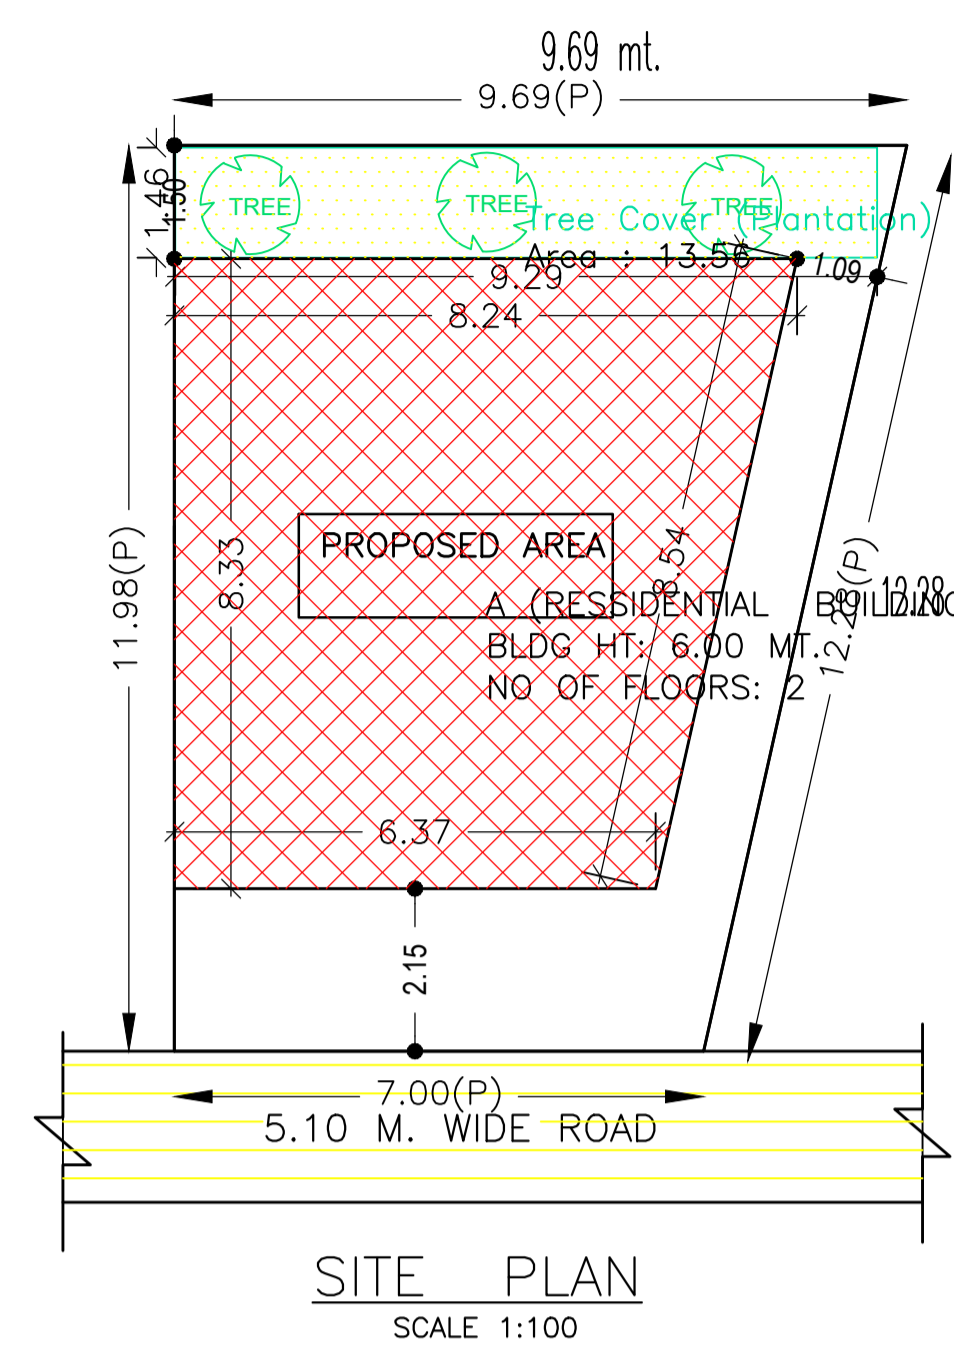 9.69 mt.
9.69(P)
1.46
1.50
TREE
TREE
TREE
Tree Cover (Plantation)
Area : 13.56
9.29
1.09
8.24
11.98(P)
8.33
PROPOSED AREA
8.54
A (RESSIDENTIAL BUILDING
12.28
12.28(P)
BLDG HT: 6.00 MT.
NO OF FLOORS: 2
6.37
2.15
7.00(P)
5.10 M. WIDE ROAD
SITE PLAN
SCALE 1:100